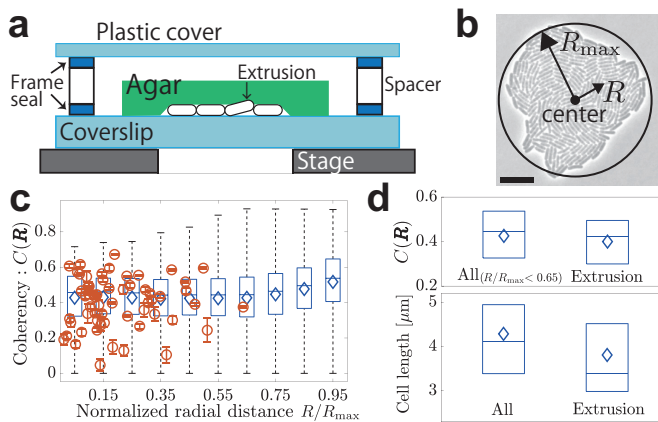 a
Plastic cover
Frame
seal
Agar
Extrusion
Spacer
Coverslip
Stage
b
R_max
R
center
c
Coherency : C(R)
0.8
0.6
0.4
0.2
0
0.15
0.35
0.55
0.75
0.95
Normalized radial distance R/R_max
d
C(R)
0.6
0.4
0.2
All(R/R_max < 0.65)
Extrusion
Cell length [μm]
5
4
3
All
Extrusion